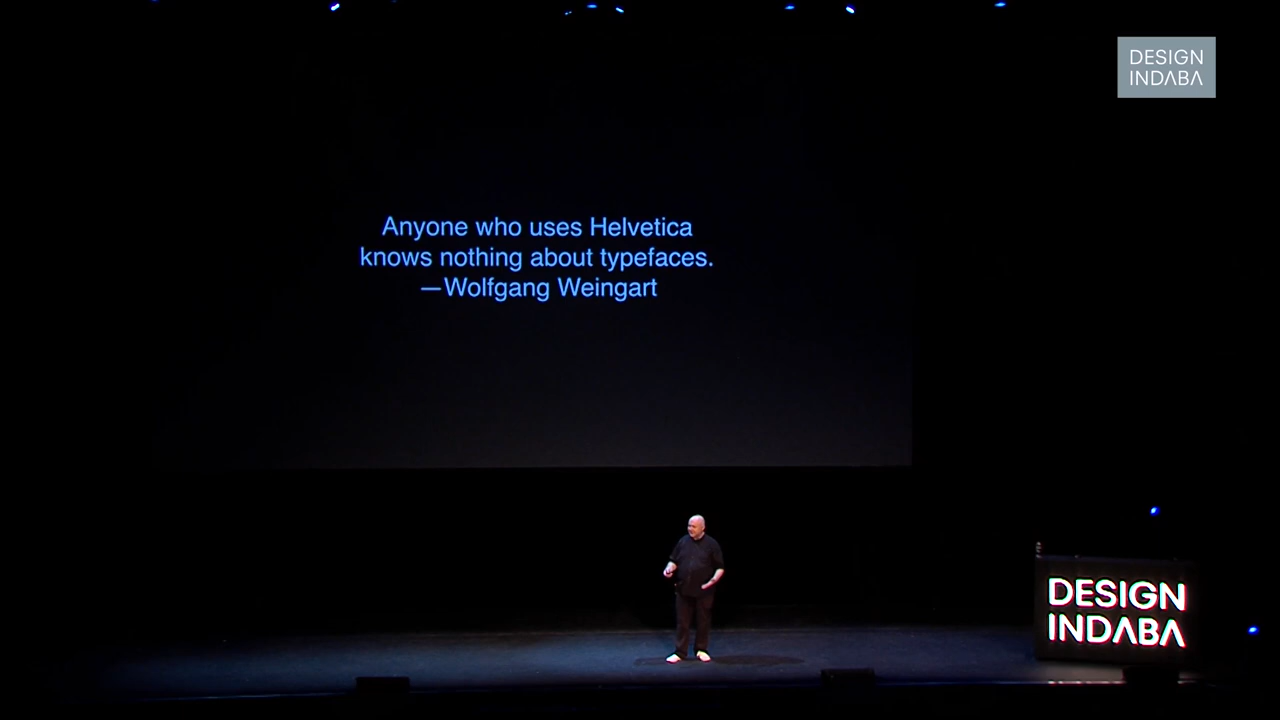 DESIGN
INDABA
Anyone who uses Helvetica
knows nothing about typefaces.
—Wolfgang Weingart
DESIGN
INDABA